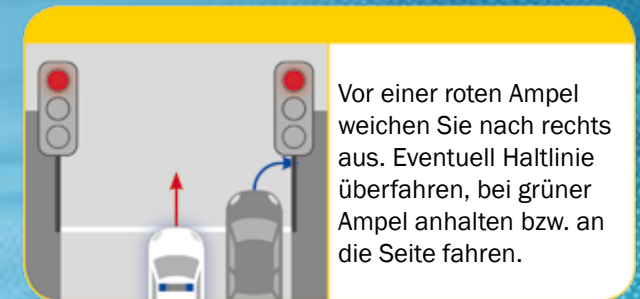 Vor einer roten Ampel
weichen Sie nach rechts
aus. Eventuell Haltlinie
überfahren, bei grüner
Ampel anhalten bzw. an
die Seite fahren.